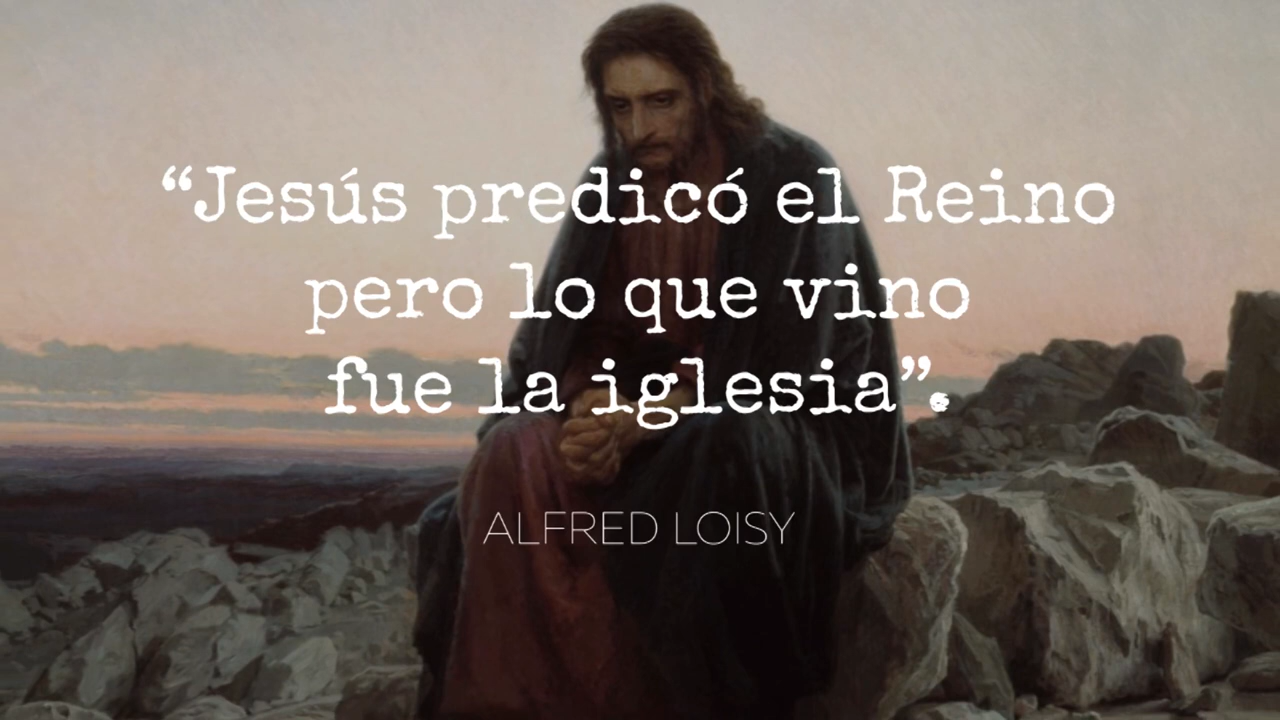 “Jesús predicó el Reino
pero lo que vino
fue la iglesia”.
ALFRED LOISY